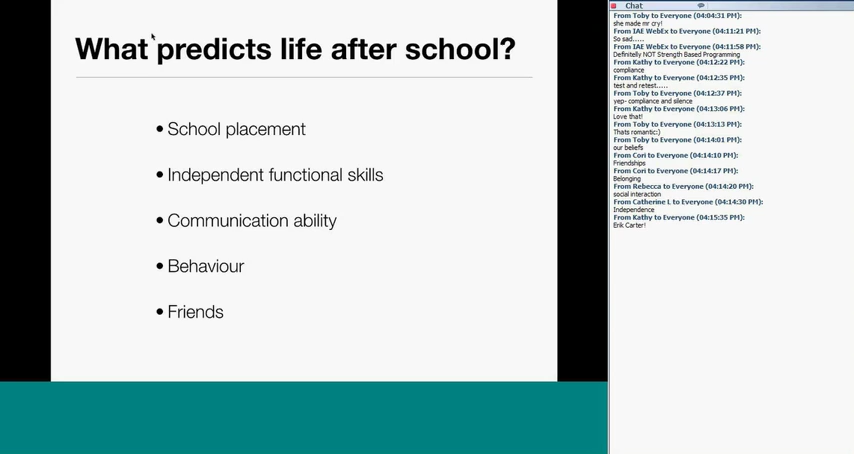 What predicts life after school?
• School placement
• Independent functional skills
• Communication ability
• Behaviour
• Friends
Chat
From Toby to Everyone (04:04:31 PM):
she made mr cry!
From IAE WebEx to Everyone (04:11:21 PM):
So sad.....
From IAE WebEx to Everyone (04:11:58 PM):
Definitelly NOT Strength Based Programming
From Kathy to Everyone (04:12:22 PM):
compliance
From Kathy to Everyone (04:12:35 PM):
test and retest.....
From Toby to Everyone (04:12:37 PM):
yep- compliance and silence
From Kathy to Everyone (04:13:06 PM):
Love that!
From Toby to Everyone (04:13:13 PM):
Thats romantic:)
From Toby to Everyone (04:14:01 PM):
our beliefs
From Cori to Everyone (04:14:10 PM):
Friendships
From Cori to Everyone (04:14:17 PM):
Belonging
From Rebecca to Everyone (04:14:20 PM):
social interaction
From Catherine L to Everyone (04:14:30 PM):
Independence
From Kathy to Everyone (04:15:35 PM):
Erik Carter!